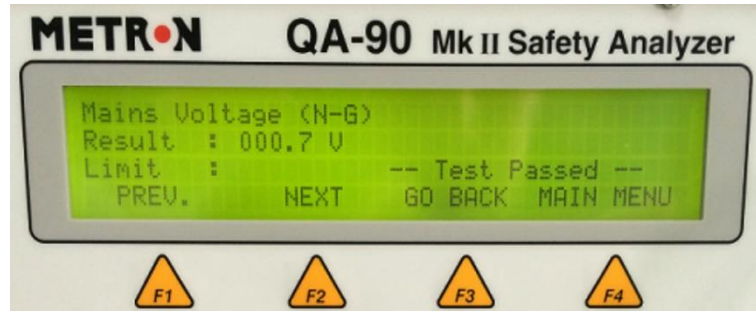 METRON QA-90 Mk II Safety Analyzer
Mains Voltage (N-G)
Result : 000.7 V
Limit : -- Test Passed --
PREV. NEXT GO BACK MAIN MENU
F1 F2 F3 F4